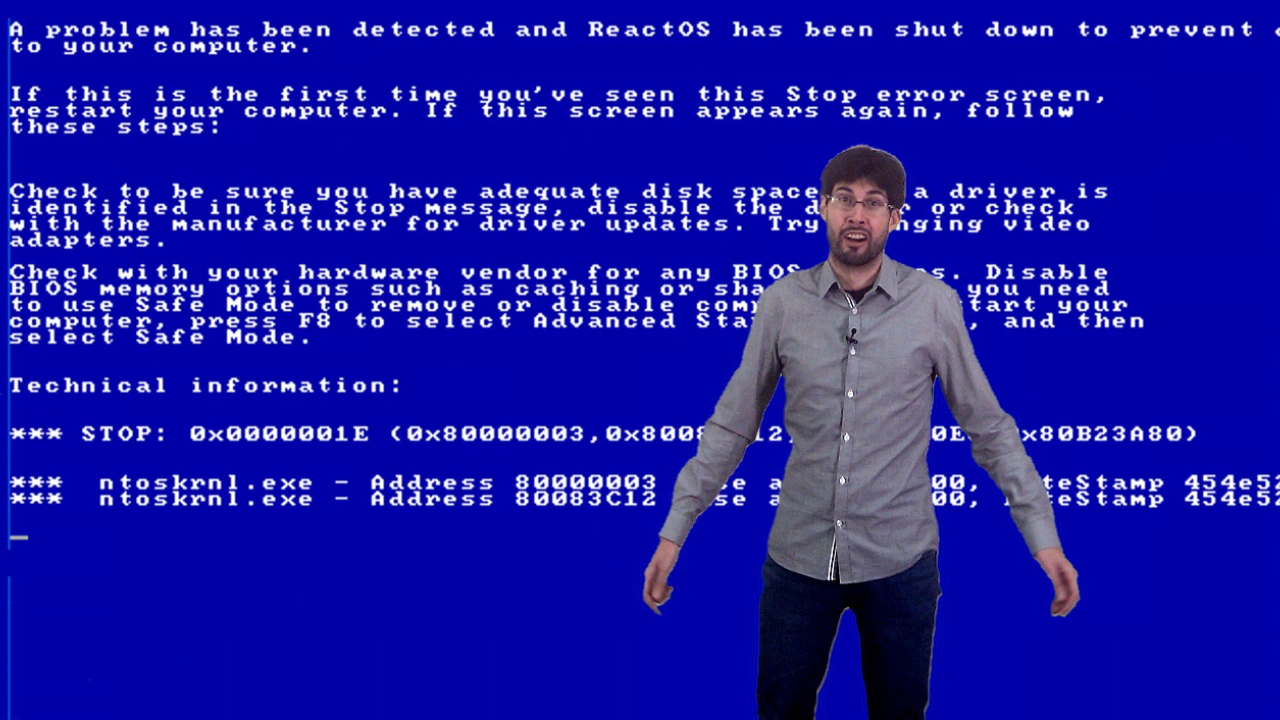 A problem has been detected and ReactOS has been shut down to prevent
to your computer.
If this is the first time you've seen this Stop error screen,
restart your computer. If this screen appears again, follow
these steps:
Check to be sure you have adequate disk space a driver is
identified in the Stop message, disable the or check
with the manufacturer for driver updates. Try video
adapters.
Check with your hardware vendor for any BIOS Disable
BIOS memory options such as caching or you need
to use Safe Mode to remove or disable your
computer, press F8 to select Advanced , and then
select Safe Mode.
Technical information:
*** STOP: 0x0000001E (0x80000003, 0x80B23A80)
*** ntoskrnl.exe - Address 80000003
*** ntoskrnl.exe - Address 80083C12